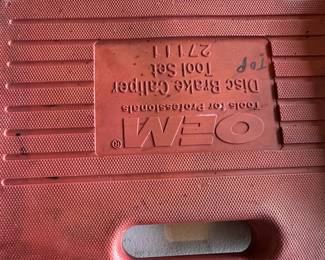 OEM®
Tools for Professionals
Disc Brake Caliper
Tool Set
27111
TOP